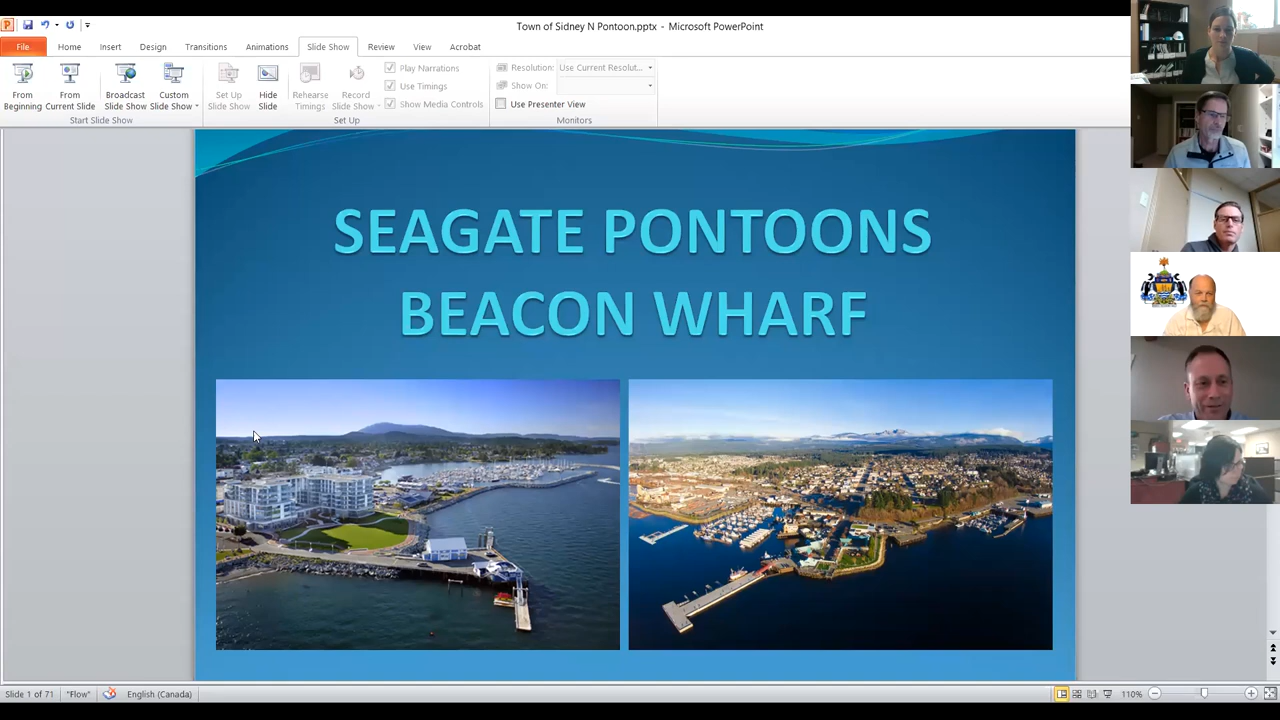 Town of Sidney N Pontoon.pptx - Microsoft PowerPoint
File Home Insert Design Transitions Animations Slide Show Review View Acrobat
From Beginning
From Current Slide
Broadcast Slide Show
Custom Slide Show
Set Up Slide Show
Hide Slide
Rehearse Timings
Record Slide Show
Play Narrations
Use Timings
Show Media Controls
Resolution: Use Current Resolut...
Show On:
Use Presenter View
Start Slide Show
Set Up
Monitors
SEAGATE PONTOONS
BEACON WHARF
Slide 1 of 71 "Flow" English (Canada) 110%